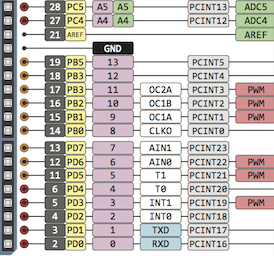 28 PC5 A5 A5 PCINT13 ADC5
27 PC4 A4 A4 PCINT12 ADC4
21 AREF AREF
GND
19 PB5 13 PCINT5
18 PB4 12 PCINT4
17 PB3 11 OC2A PCINT3 PWM
16 PB2 10 OC1B PCINT2 PWM
15 PB1 9 OC1A PCINT1 PWM
14 PB0 8 CLKO PCINT0
13 PD7 7 AIN1 PCINT23
12 PD6 6 AIN0 PCINT22 PWM
11 PD5 5 T1 PCINT21 PWM
6 PD4 4 T0 PCINT20
5 PD3 3 INT1 PCINT19 PWM
4 PD2 2 INT0 PCINT18
3 PD1 1 TXD PCINT17
2 PD0 0 RXD PCINT16